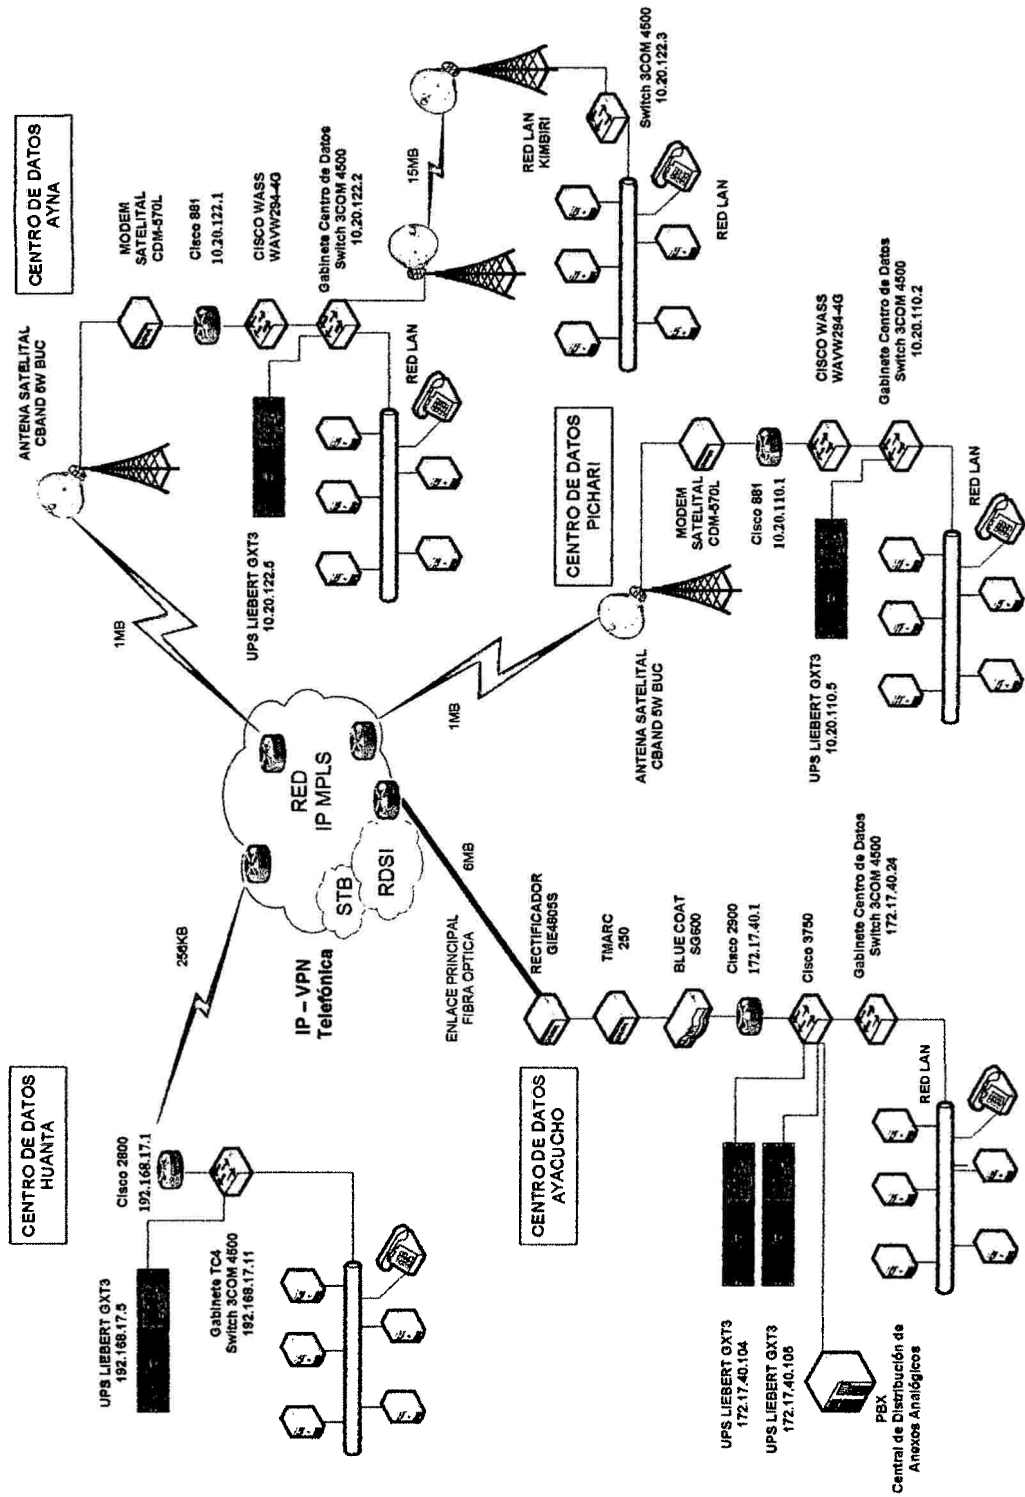 CENTRO DE DATOS
HUANTA
Cisco 2800
192.168.17.1
UPS LIEBERT GXT3
192.168.17.5
Gabinete TC4
Switch 3COM 4500
192.168.17.11
256KB
IP – VPN
Telefónica
RED
IP MPLS
STB
RDSI
1MB
ANTENA SATELITAL
CBAND 5W BUC
CENTRO DE DATOS
AYNA
MODEM
SATELITAL
CDM-570L
Cisco 881
10.20.122.1
CISCO WASS
WAVW294-4G
Gabinete Centro de Datos
Switch 3COM 4500
10.20.122.2
UPS LIEBERT GXT3
10.20.122.5
RED LAN
15MB
RED LAN
KIMBIRI
Switch 3COM 4500
10.20.122.3
RED LAN
CENTRO DE DATOS
AYACUCHO
ENLACE PRINCIPAL
FIBRA OPTICA
6MB
RECTIFICADOR
GIE4805S
TMARC
250
BLUE COAT
SG600
Cisco 2900
172.17.40.1
Cisco 3750
Gabinete Centro de Datos
Switch 3COM 4500
172.17.40.24
RED LAN
UPS LIEBERT GXT3
172.17.40.104
UPS LIEBERT GXT3
172.17.40.105
PBX
Central de Distribución de
Anexos Analógicos
1MB
ANTENA SATELITAL
CBAND 5W BUC
CENTRO DE DATOS
PICHARI
MODEM
SATELITAL
CDM-570L
Cisco 881
10.20.110.1
CISCO WASS
WAVW294-4G
Gabinete Centro de Datos
Switch 3COM 4500
10.20.110.2
UPS LIEBERT GXT3
10.20.110.5
RED LAN